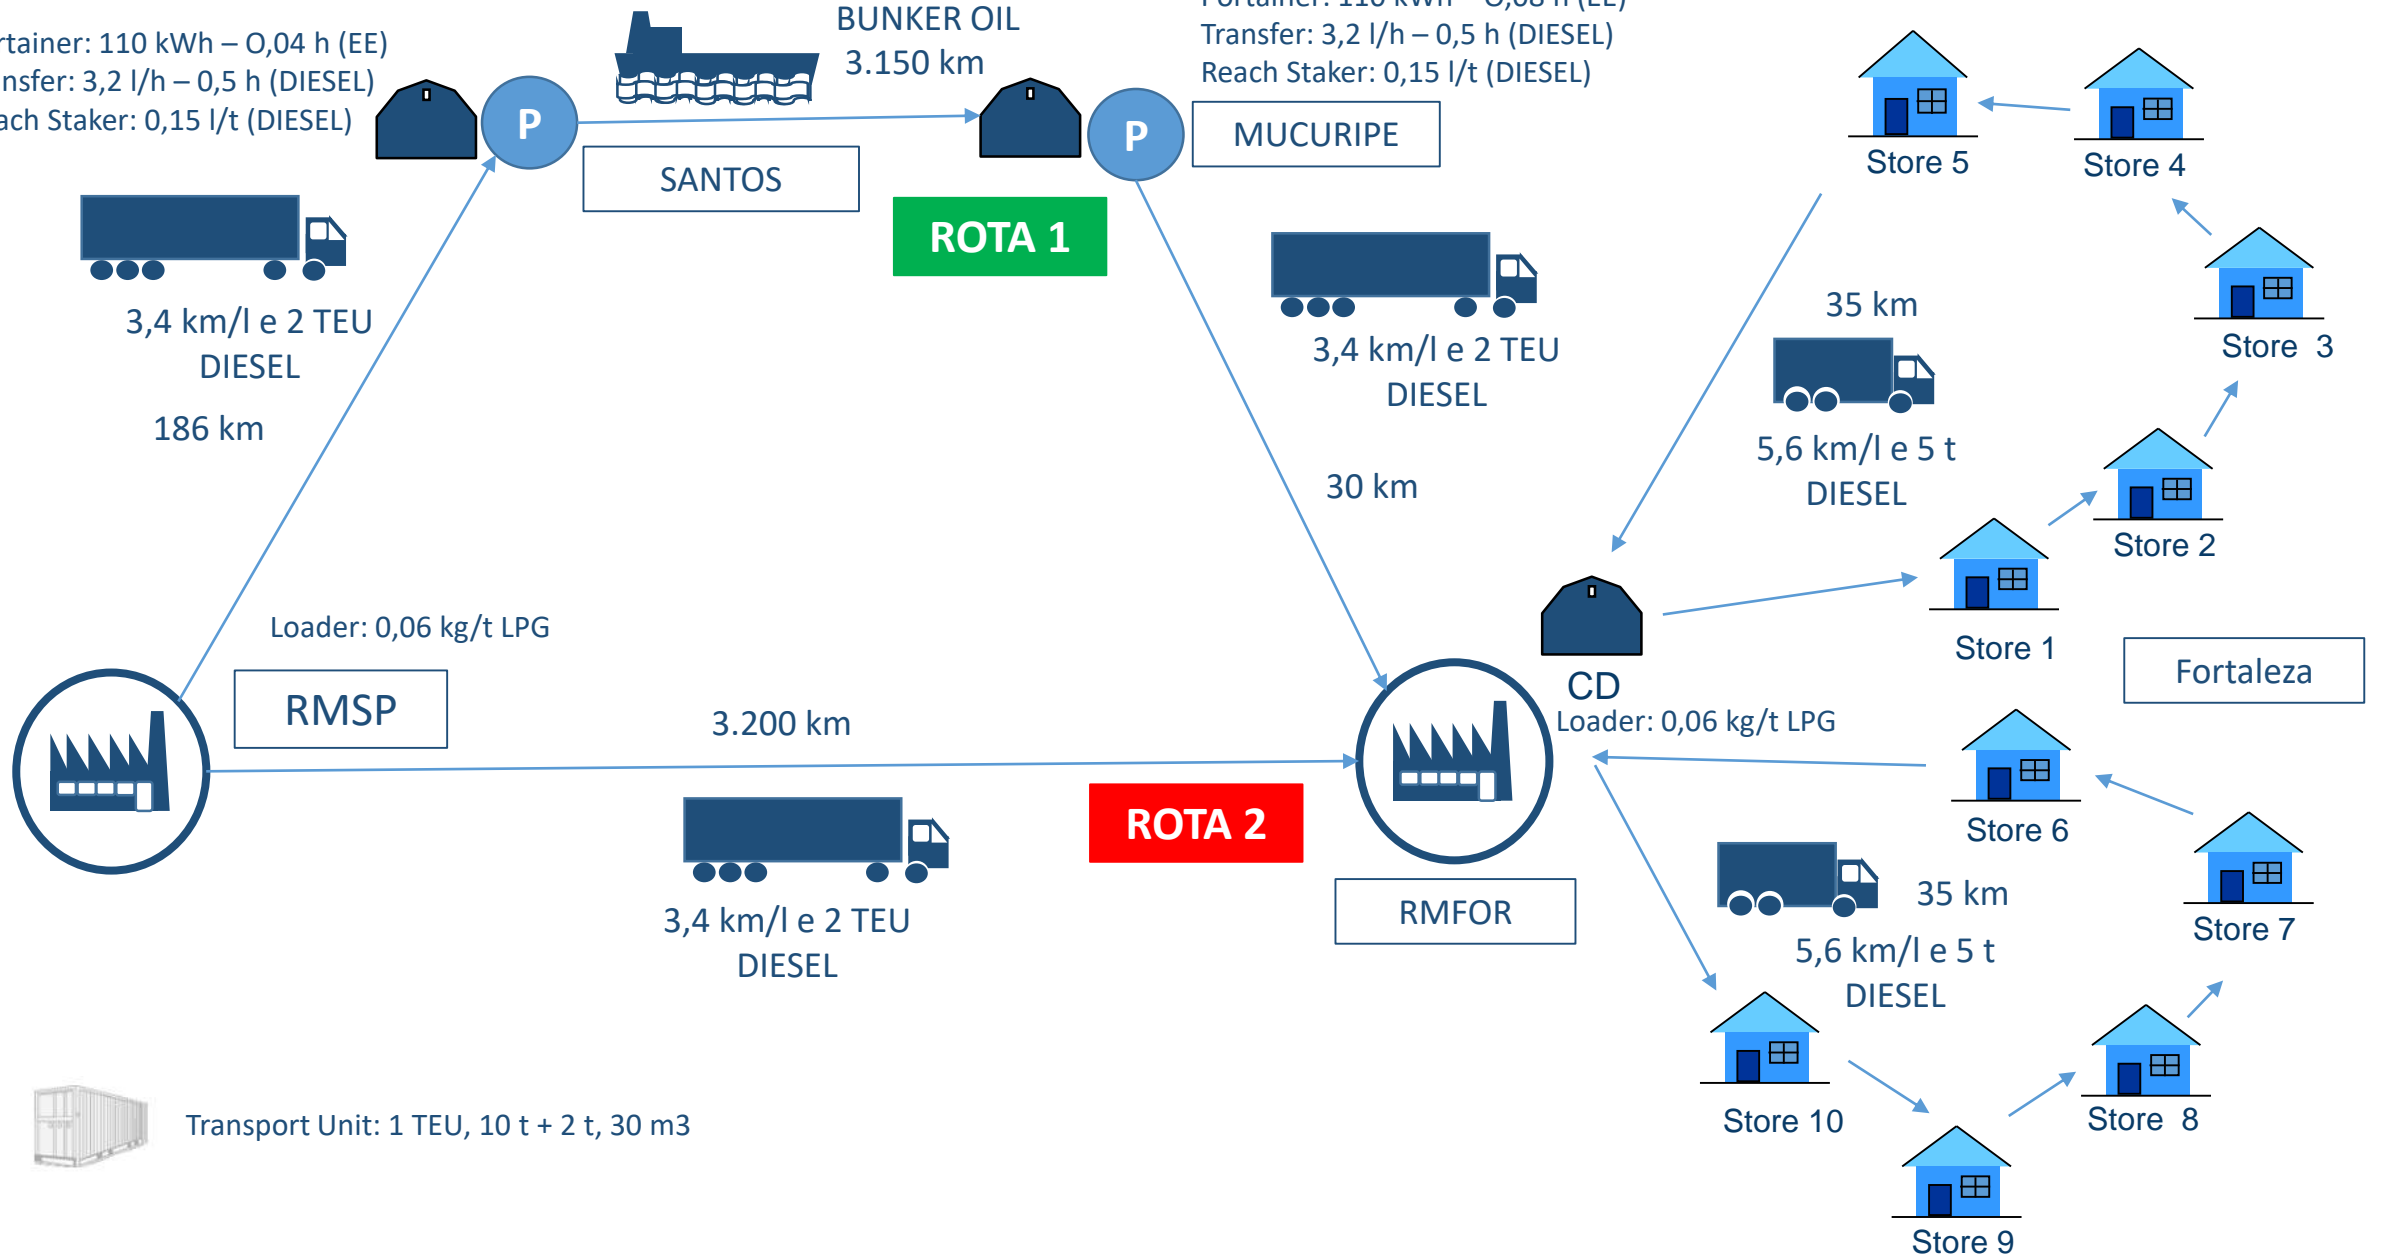 BUNKER OIL
3.150 km
rtainer: 110 kWh – O,04 h (EE)
nsfer: 3,2 l/h – 0,5 h (DIESEL)
ach Staker: 0,15 l/t (DIESEL)
Portainer: 110 kWh – O,08 h (EE)
Transfer: 3,2 l/h – 0,5 h (DIESEL)
Reach Staker: 0,15 l/t (DIESEL)
P
SANTOS
P
MUCURIPE
ROTA 1
3,4 km/l e 2 TEU
DIESEL
186 km
3,4 km/l e 2 TEU
DIESEL
30 km
Store 5
Store 4
Store 3
35 km
5,6 km/l e 5 t
DIESEL
Store 2
Store 1
Fortaleza
Loader: 0,06 kg/t LPG
RMSP
3.200 km
CD
Loader: 0,06 kg/t LPG
ROTA 2
3,4 km/l e 2 TEU
DIESEL
RMFOR
Store 6
35 km
5,6 km/l e 5 t
DIESEL
Store 7
Store 10
Store 8
Store 9
Transport Unit: 1 TEU, 10 t + 2 t, 30 m3